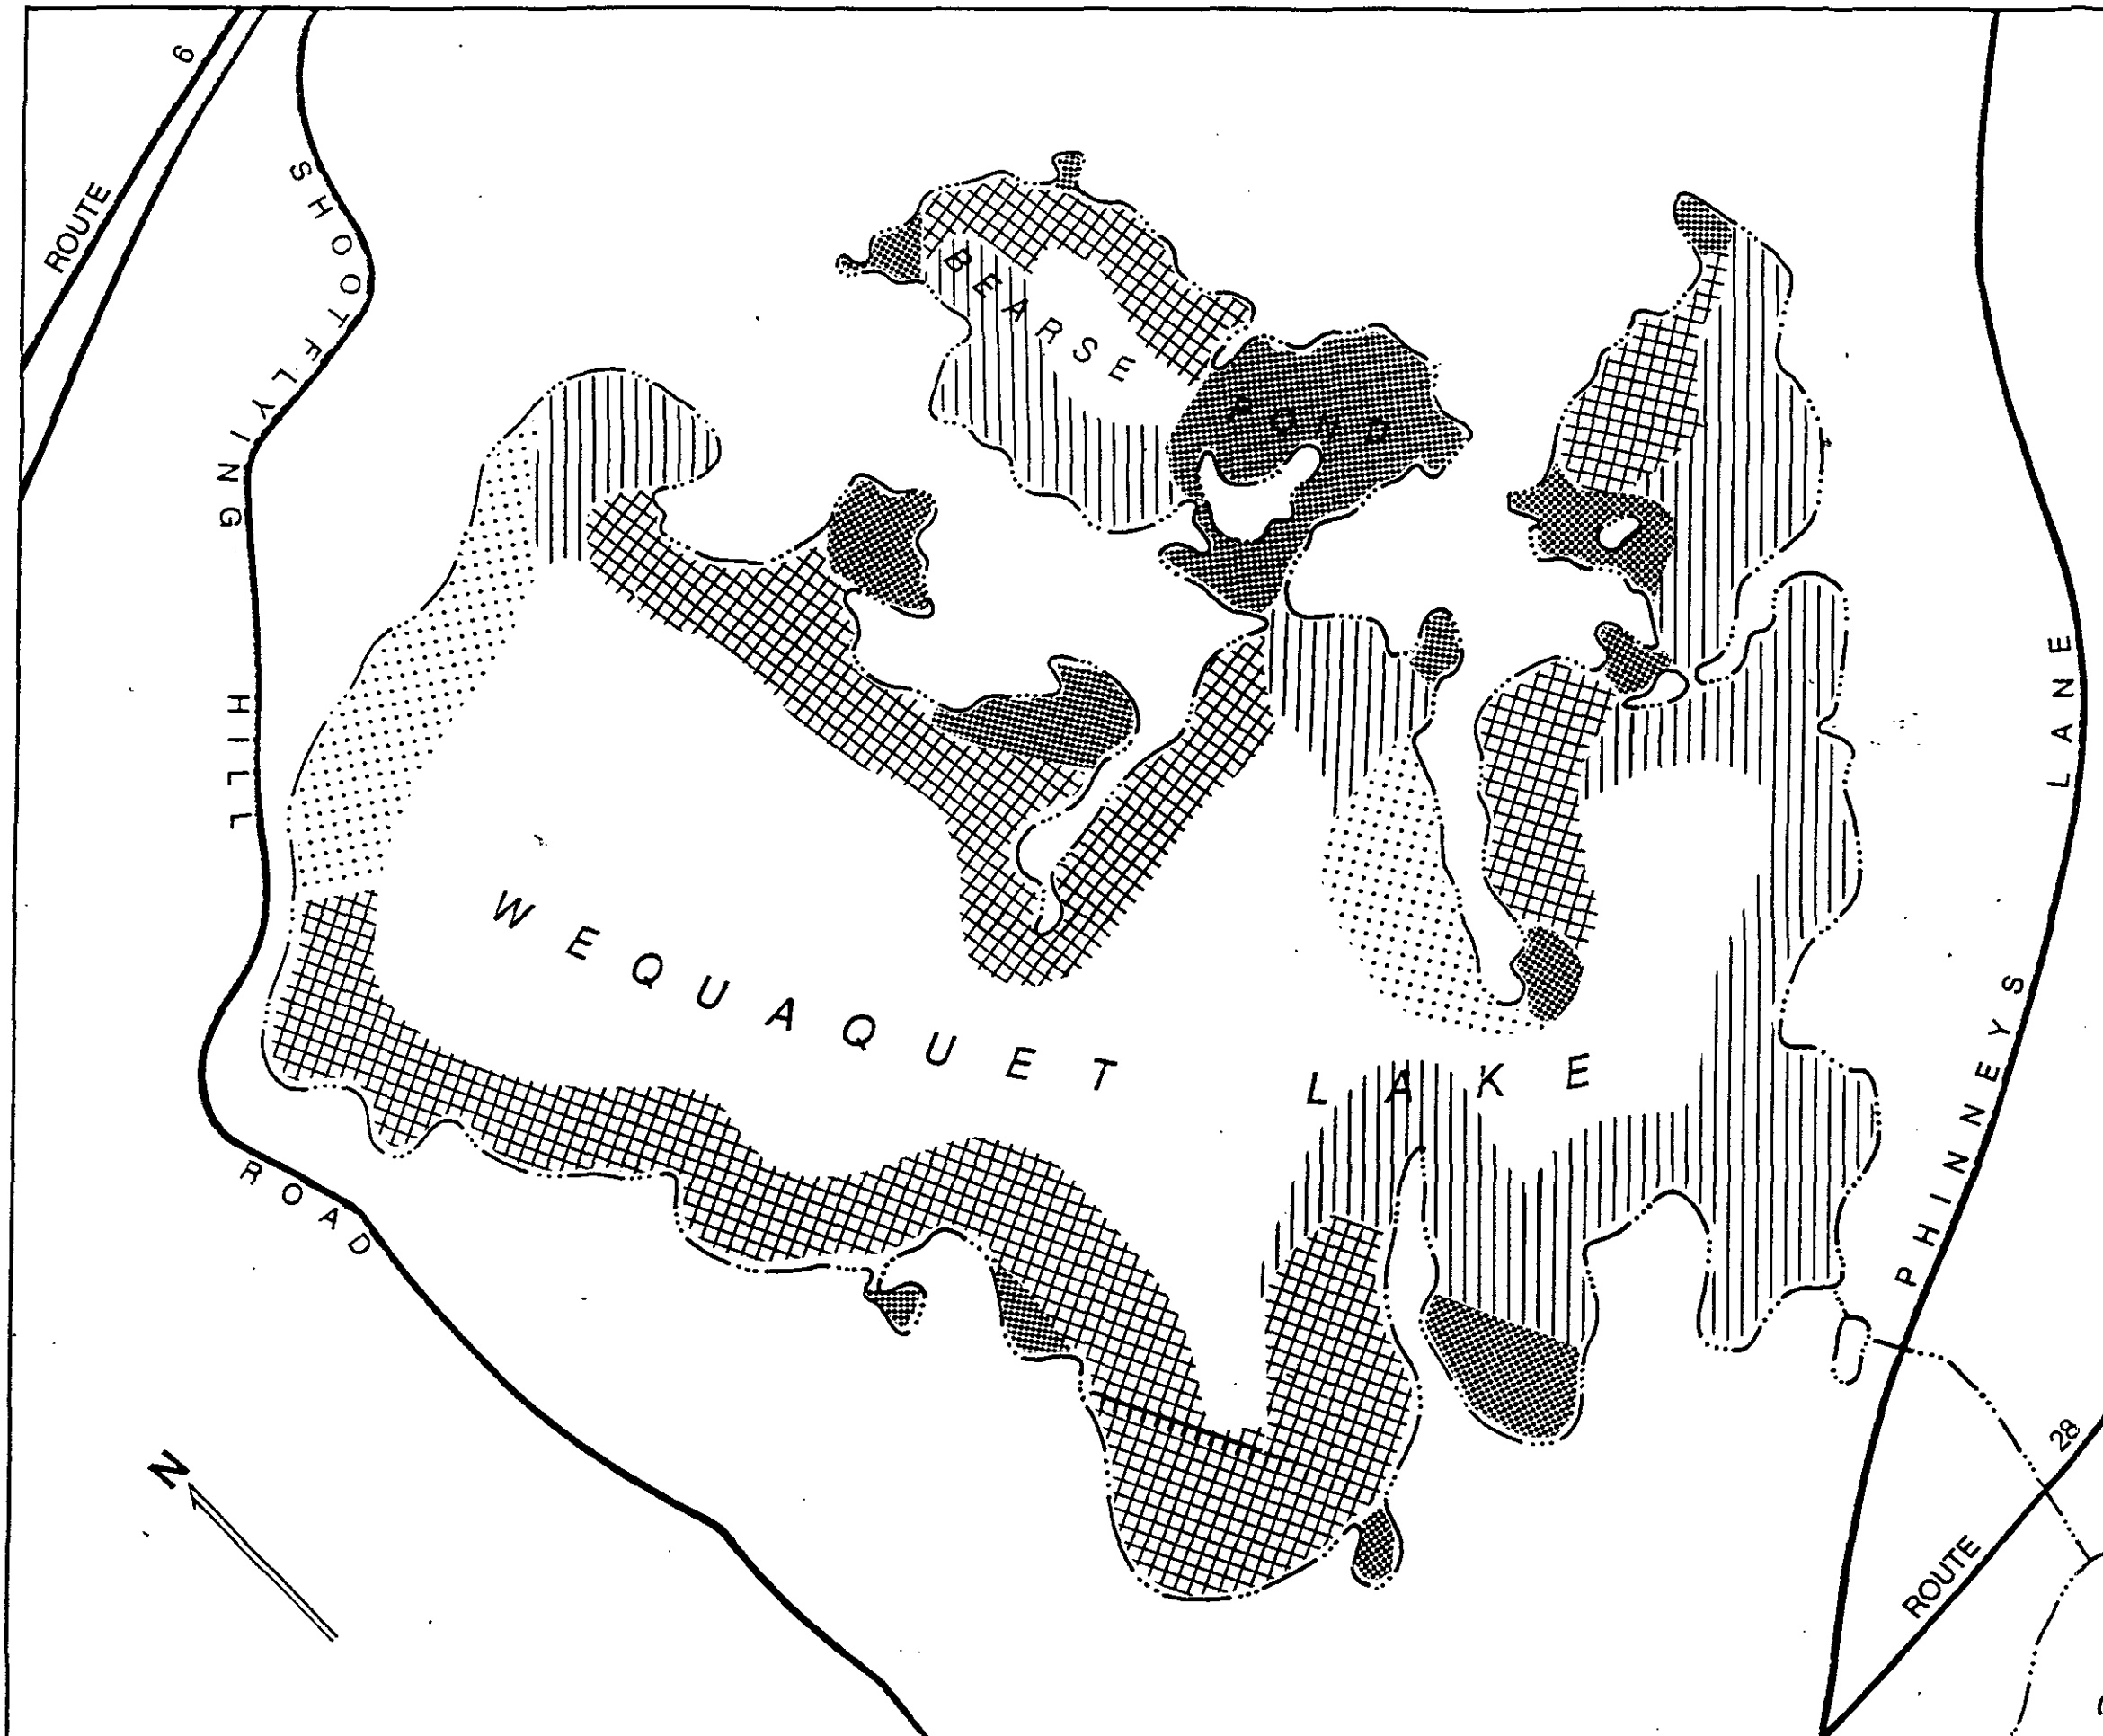 ROUTE 6
SHOOTFLYING HILL ROAD
BEARSE POND
WEQUAQUET LAKE
PHINNEYS LANE
N
ROUTE 28